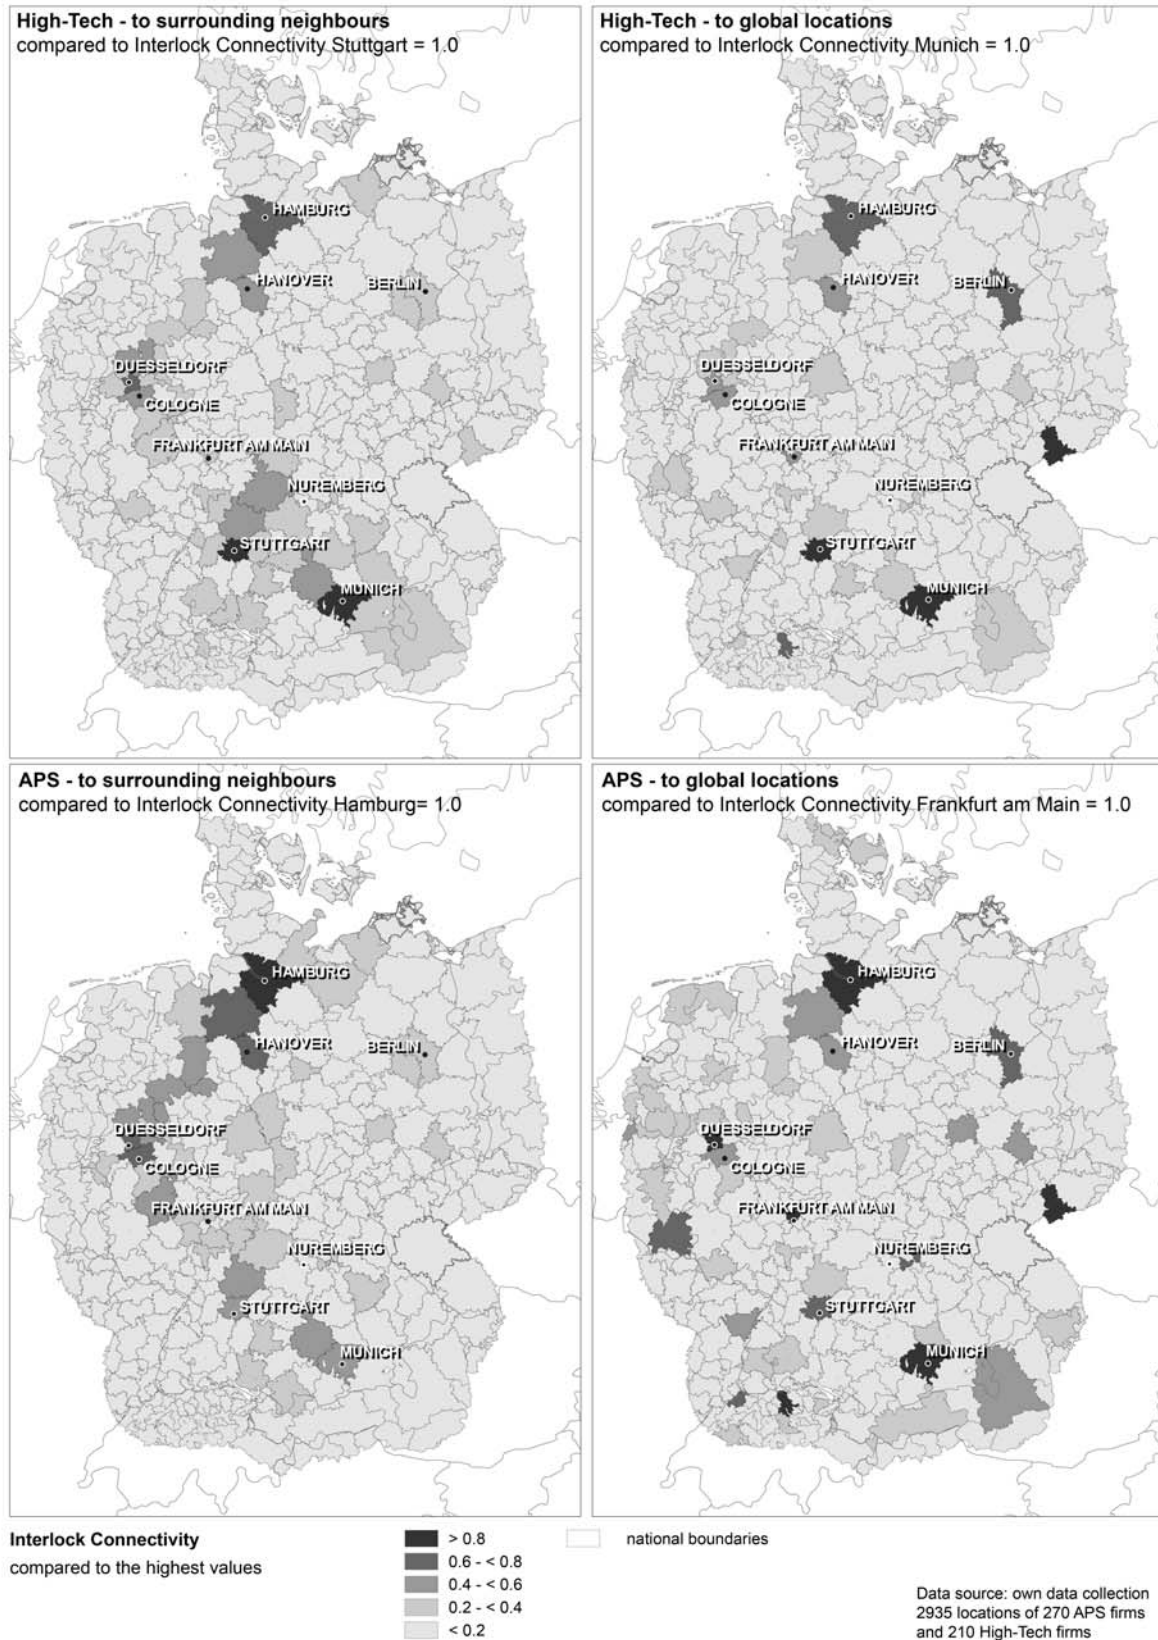 High-Tech - to surrounding neighbours
compared to Interlock Connectivity Stuttgart = 1.0
HAMBURG
HANOVER
BERLIN
DUESSELDORF
COLOGNE
FRANKFURT AM MAIN
NUREMBERG
STUTTGART
MUNICH
High-Tech - to global locations
compared to Interlock Connectivity Munich = 1.0
HAMBURG
HANOVER
BERLIN
DUESSELDORF
COLOGNE
FRANKFURT AM MAIN
NUREMBERG
STUTTGART
MUNICH
APS - to surrounding neighbours
compared to Interlock Connectivity Hamburg= 1.0
HAMBURG
HANOVER
BERLIN
DUESSELDORF
COLOGNE
FRANKFURT AM MAIN
NUREMBERG
STUTTGART
MUNICH
APS - to global locations
compared to Interlock Connectivity Frankfurt am Main = 1.0
HAMBURG
HANOVER
BERLIN
DUESSELDORF
COLOGNE
FRANKFURT AM MAIN
NUREMBERG
STUTTGART
MUNICH
Interlock Connectivity
compared to the highest values
> 0.8
0.6 - < 0.8
0.4 - < 0.6
0.2 - < 0.4
< 0.2
national boundaries
Data source: own data collection
2935 locations of 270 APS firms
and 210 High-Tech firms